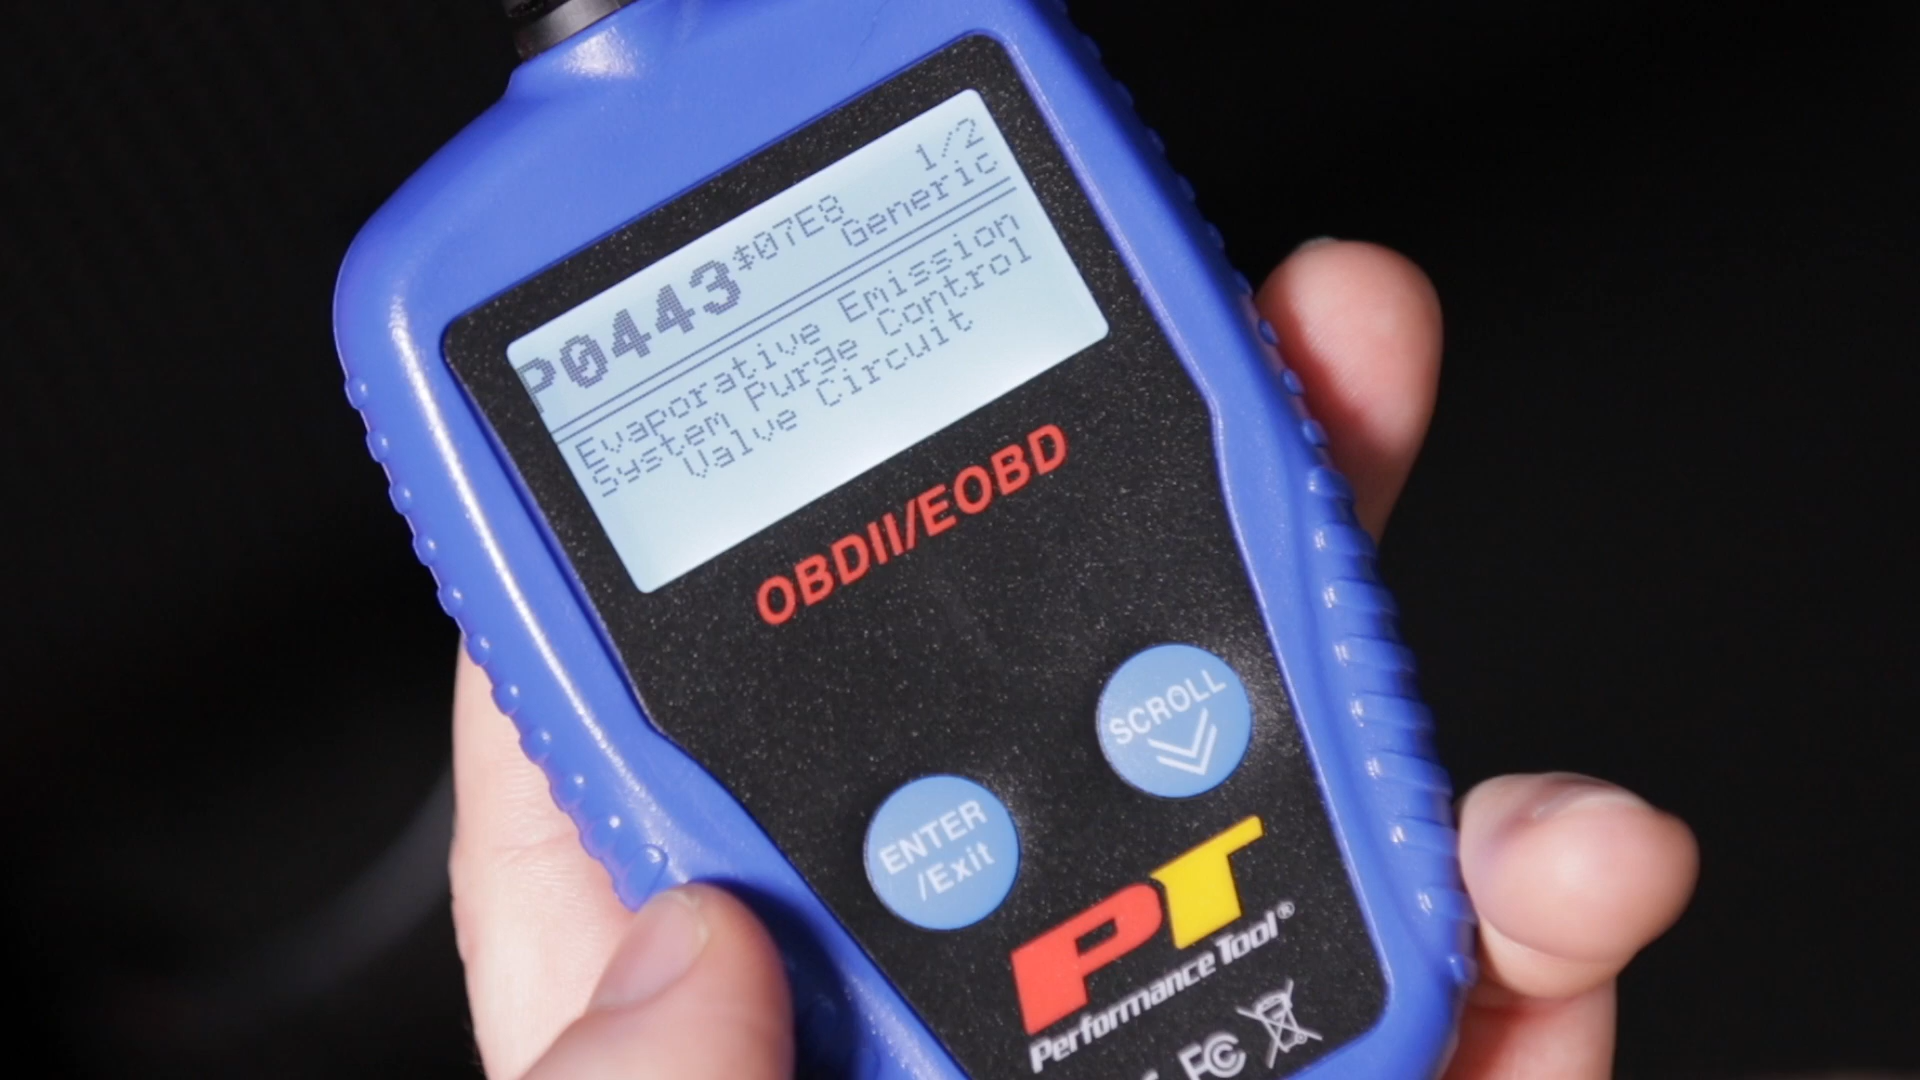 1/2
P0443 $07E8
Generic
Evaporative Emission
System Purge Control
Valve Circuit
OBDII/EOBD
SCROLL
ENTER
/Exit
PT
Performance Tool®
FC